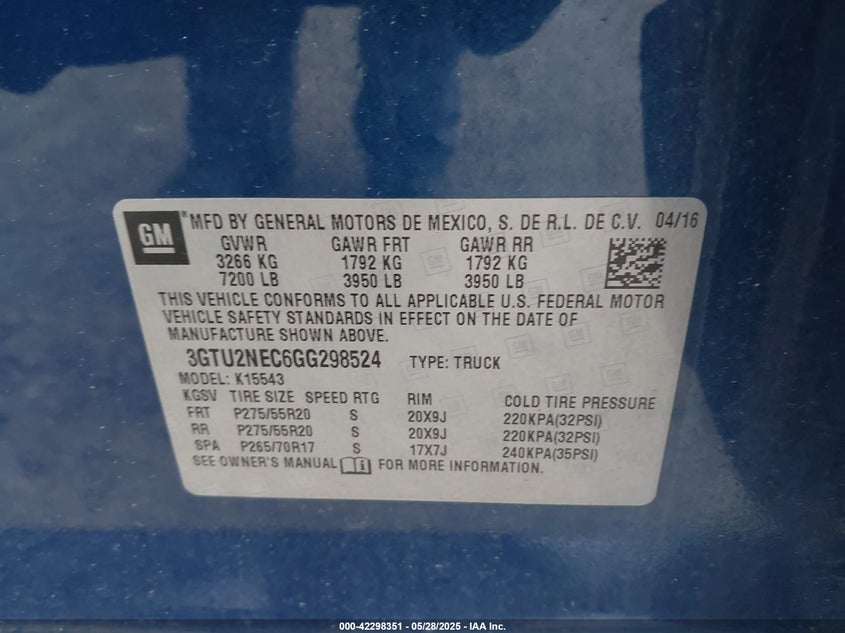 GM
MFD BY GENERAL MOTORS DE MEXICO, S. DE R.L. DE C.V. 04/16
GVWR GAWR FRT GAWR RR
3266 KG 1792 KG 1792 KG
7200 LB 3950 LB 3950 LB
THIS VEHICLE CONFORMS TO ALL APPLICABLE U.S. FEDERAL MOTOR
VEHICLE SAFETY STANDARDS IN EFFECT ON THE DATE OF
MANUFACTURE SHOWN ABOVE.
3GTU2NEC6GG298524 TYPE: TRUCK
MODEL: K15543
KGSV TIRE SIZE SPEED RTG RIM COLD TIRE PRESSURE
FRT P275/55R20 S 20X9J 220KPA(32PSI)
RR P275/55R20 S 20X9J 220KPA(32PSI)
SPA P265/70R17 S 17X7J 240KPA(35PSI)
SEE OWNER'S MANUAL FOR MORE INFORMATION.
000-42298351 - 05/28/2025 - IAA Inc.